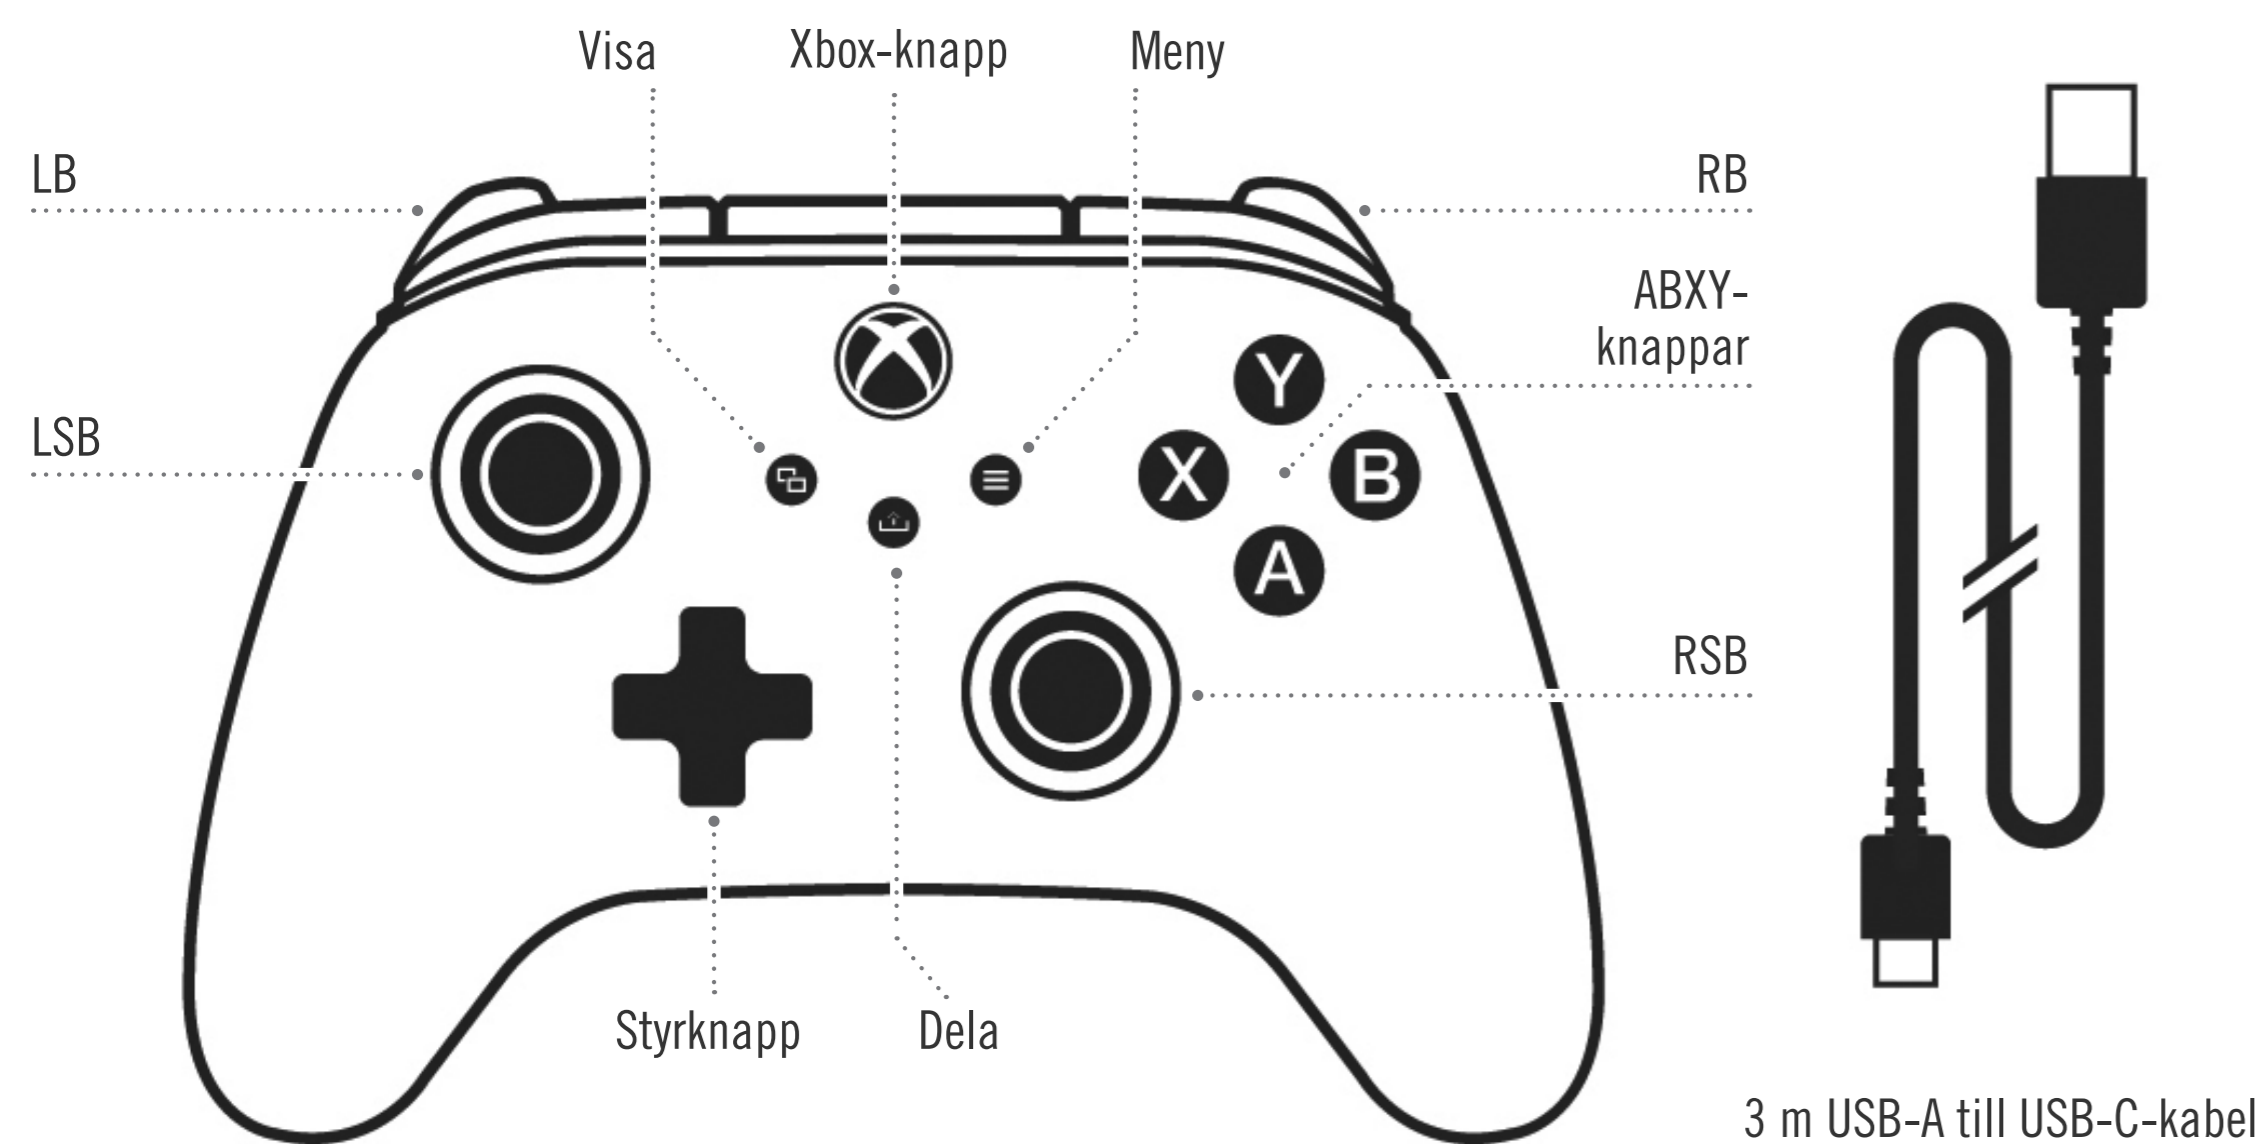 Visa
Xbox-knapp
Meny
LB
RB
ABXY-
knappar
LSB
Y
X
B
A
RSB
Styrknapp
Dela
3 m USB-A till USB-C-kabel